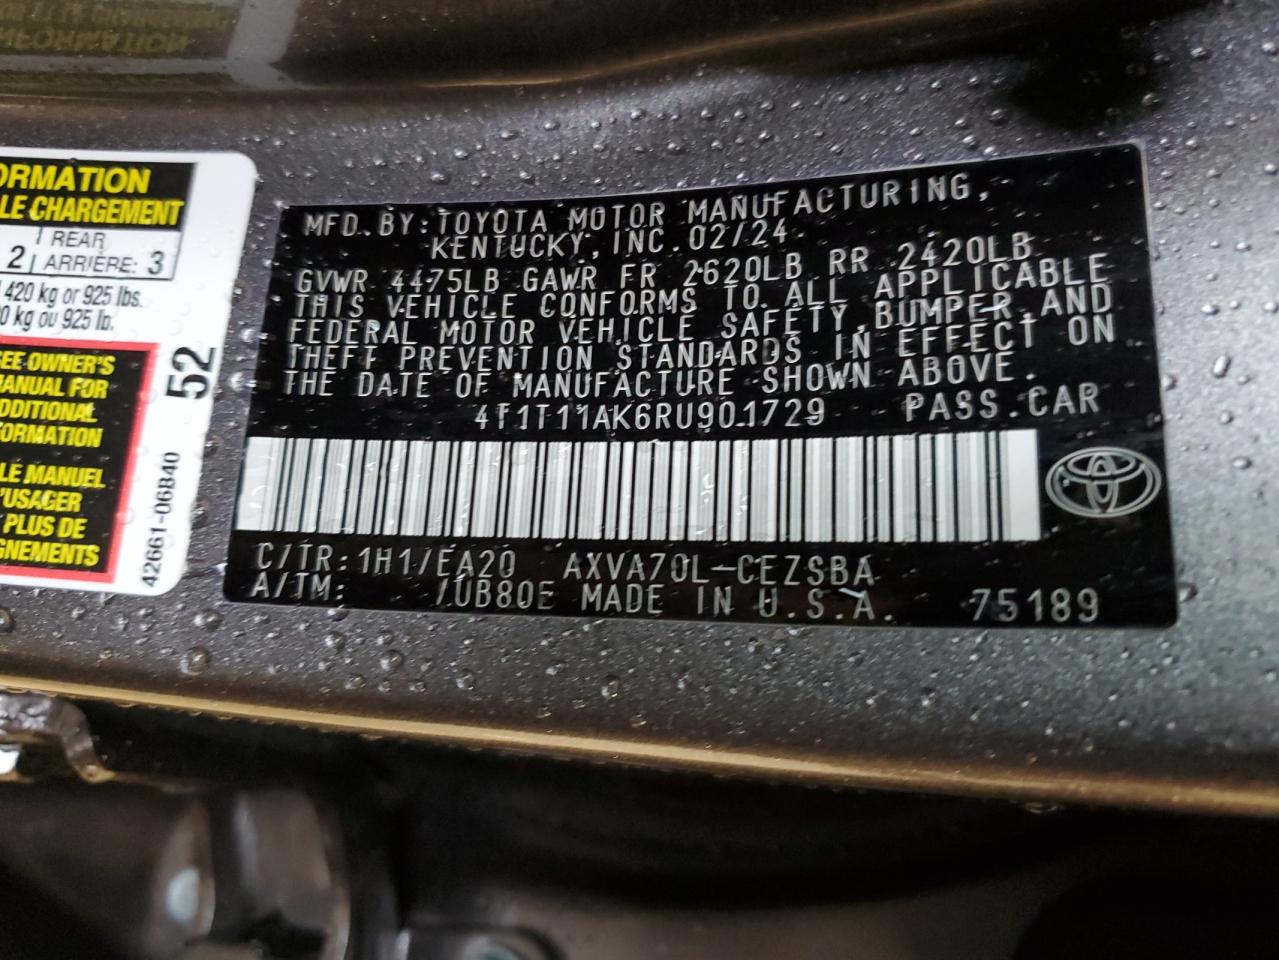 ORMATION
LE CHARGEMENT
2 REAR
ARRIÈRE: 3
420 kg or 925 lbs.
0 kg ou 925 lb.
SEE OWNER'S
MANUAL FOR
ADDITIONAL
FORMATION
LE MANUEL
'USAGER
PLUS DE
GNEMENTS
52
42661-06B40
MFD. BY: TOYOTA MOTOR MANUFACTURING,
KENTUCKY, INC. 02/24
GVWR 4475LB GAWR FR 2620LB RR 2420LB
THIS VEHICLE CONFORMS TO ALL APPLICABLE
FEDERAL MOTOR VEHICLE SAFETY, BUMPER, AND
THEFT PREVENTION STANDARDS IN EFFECT ON
THE DATE OF MANUFACTURE SHOWN ABOVE.
4T1T11AK6RU901729 PASS. CAR
C/TR: 1H1/EA20 AXVA70L-CEZSBA
A/TM: /UB80E MADE IN U.S.A. 75189